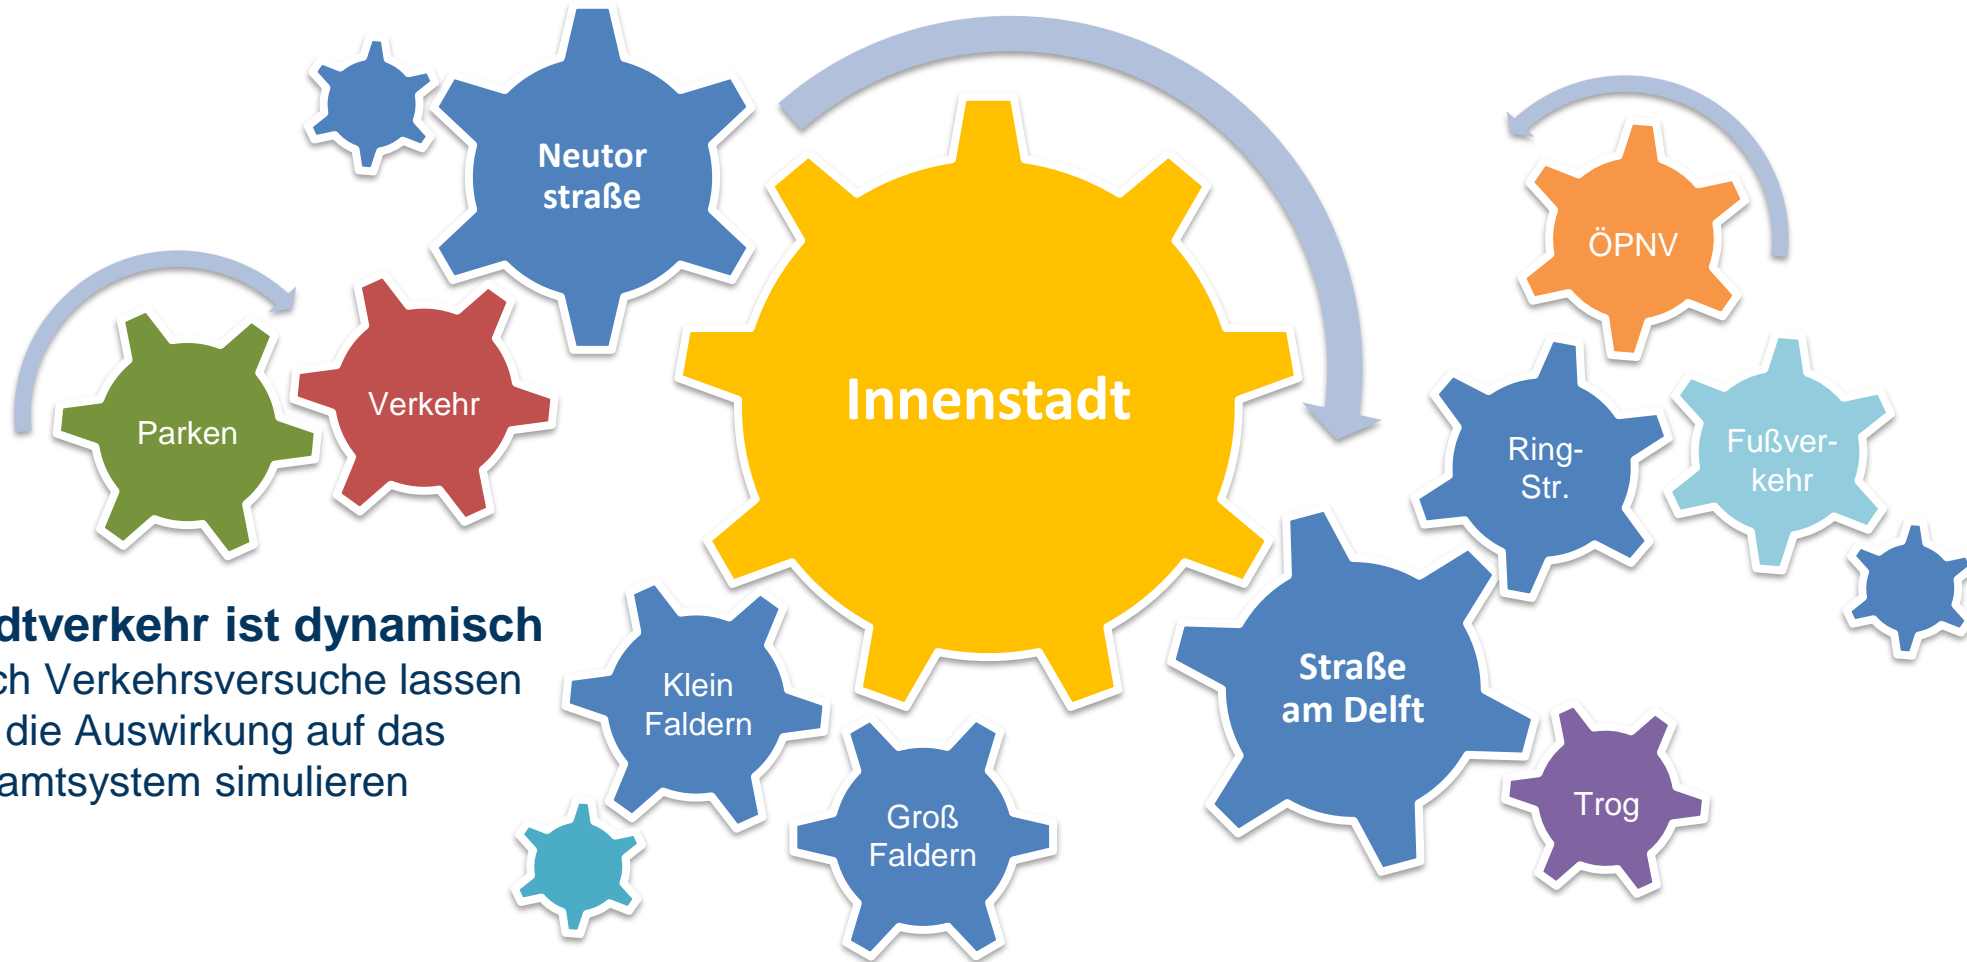 Neutor
straße
ÖPNV
Innenstadt
Verkehr
Parken
Ring-
Str.
Fußver-
kehr
dtverkehr ist dynamisch
ch Verkehrsversuche lassen
die Auswirkung auf das
amtsystem simulieren
Klein
Faldern
Straße
am Delft
Groß
Faldern
Trog